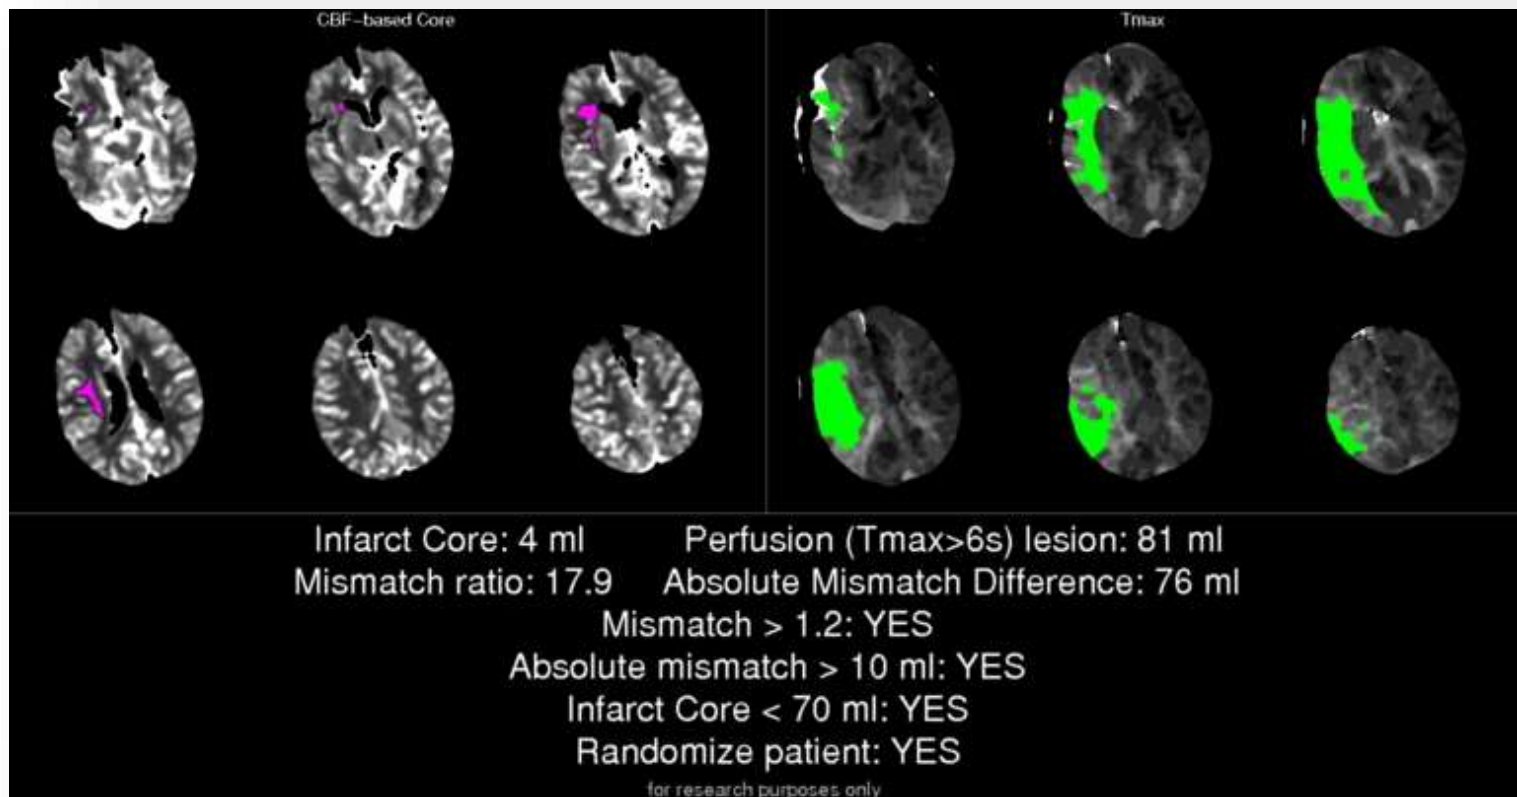 CBF-based Core
Tmax
Infarct Core: 4 ml Perfusion (Tmax>6s) lesion: 81 ml
Mismatch ratio: 17.9 Absolute Mismatch Difference: 76 ml
Mismatch > 1.2: YES
Absolute mismatch > 10 ml: YES
Infarct Core < 70 ml: YES
Randomize patient: YES
for research purposes only